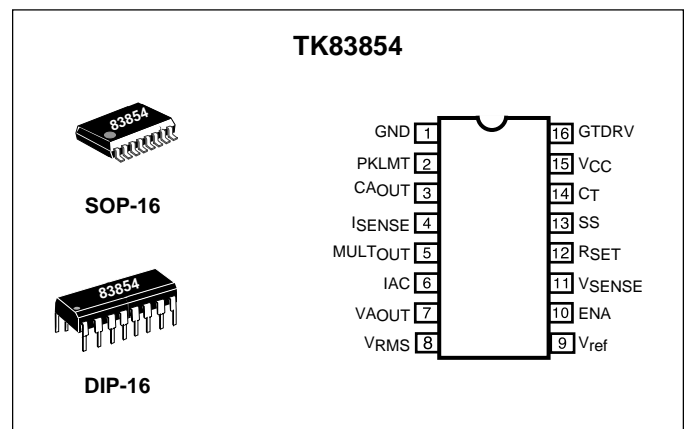 TK83854
83854
SOP-16
83854
DIP-16
GND 1
PKLMT 2
CAOUT 3
ISENSE 4
MULTOUT 5
IAC 6
VAOUT 7
VRMS 8
16 GTDRV
15 VCC
14 CT
13 SS
12 RSET
11 VSENSE
10 ENA
9 Vref